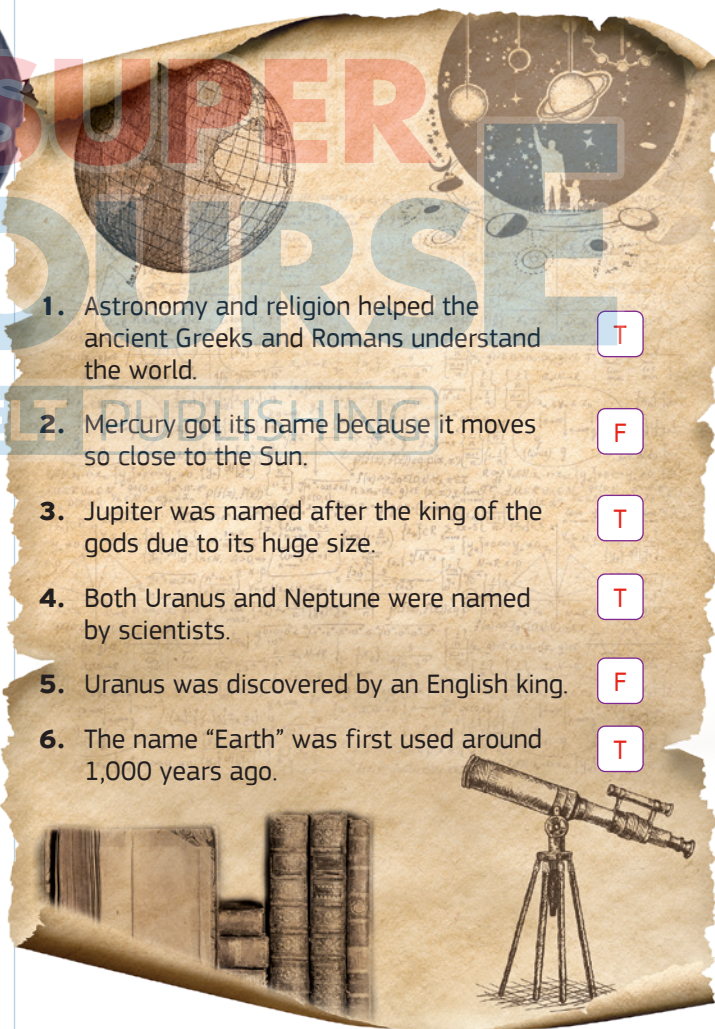 SUPER
COURSE
ELT PUBLISHING
1. Astronomy and religion helped the
ancient Greeks and Romans understand
the world.
T
2. Mercury got its name because it moves
so close to the Sun.
F
3. Jupiter was named after the king of the
gods due to its huge size.
T
4. Both Uranus and Neptune were named
by scientists.
T
5. Uranus was discovered by an English king.
F
6. The name “Earth” was first used around
1,000 years ago.
T